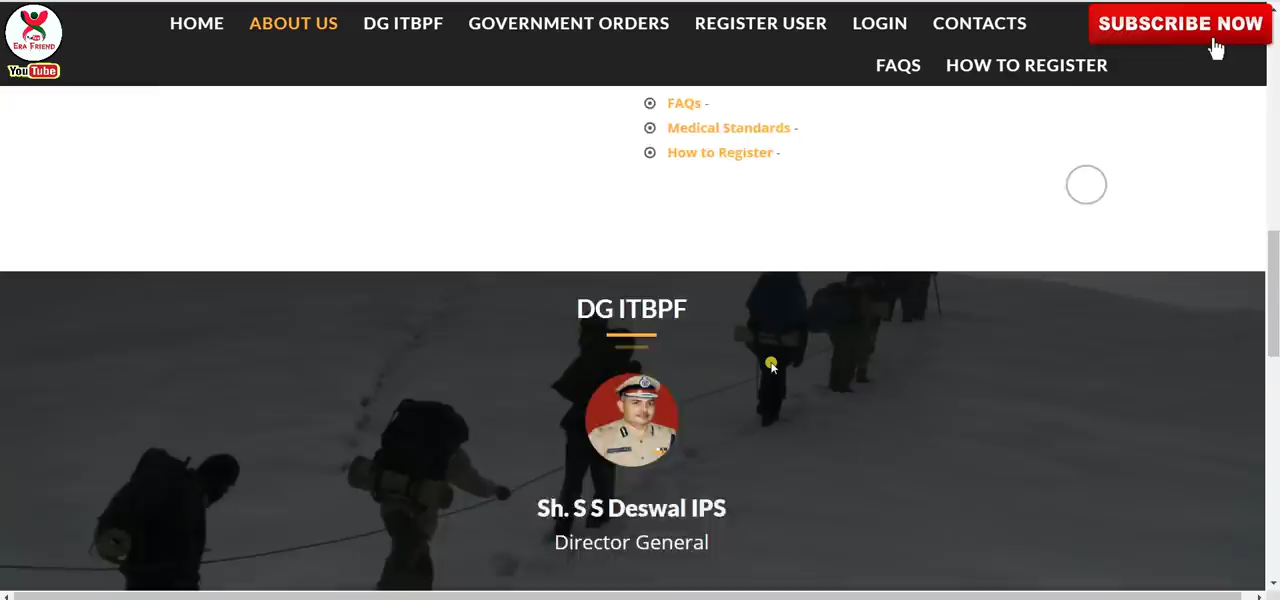 HOME ABOUT US DG ITBPF GOVERNMENT ORDERS REGISTER USER LOGIN CONTACTS SUBSCRIBE NOW
ERA FRIEND
YouTube
FAQS HOW TO REGISTER
FAQs -
Medical Standards -
How to Register -
DG ITBPF
Sh. S S Deswal IPS
Director General